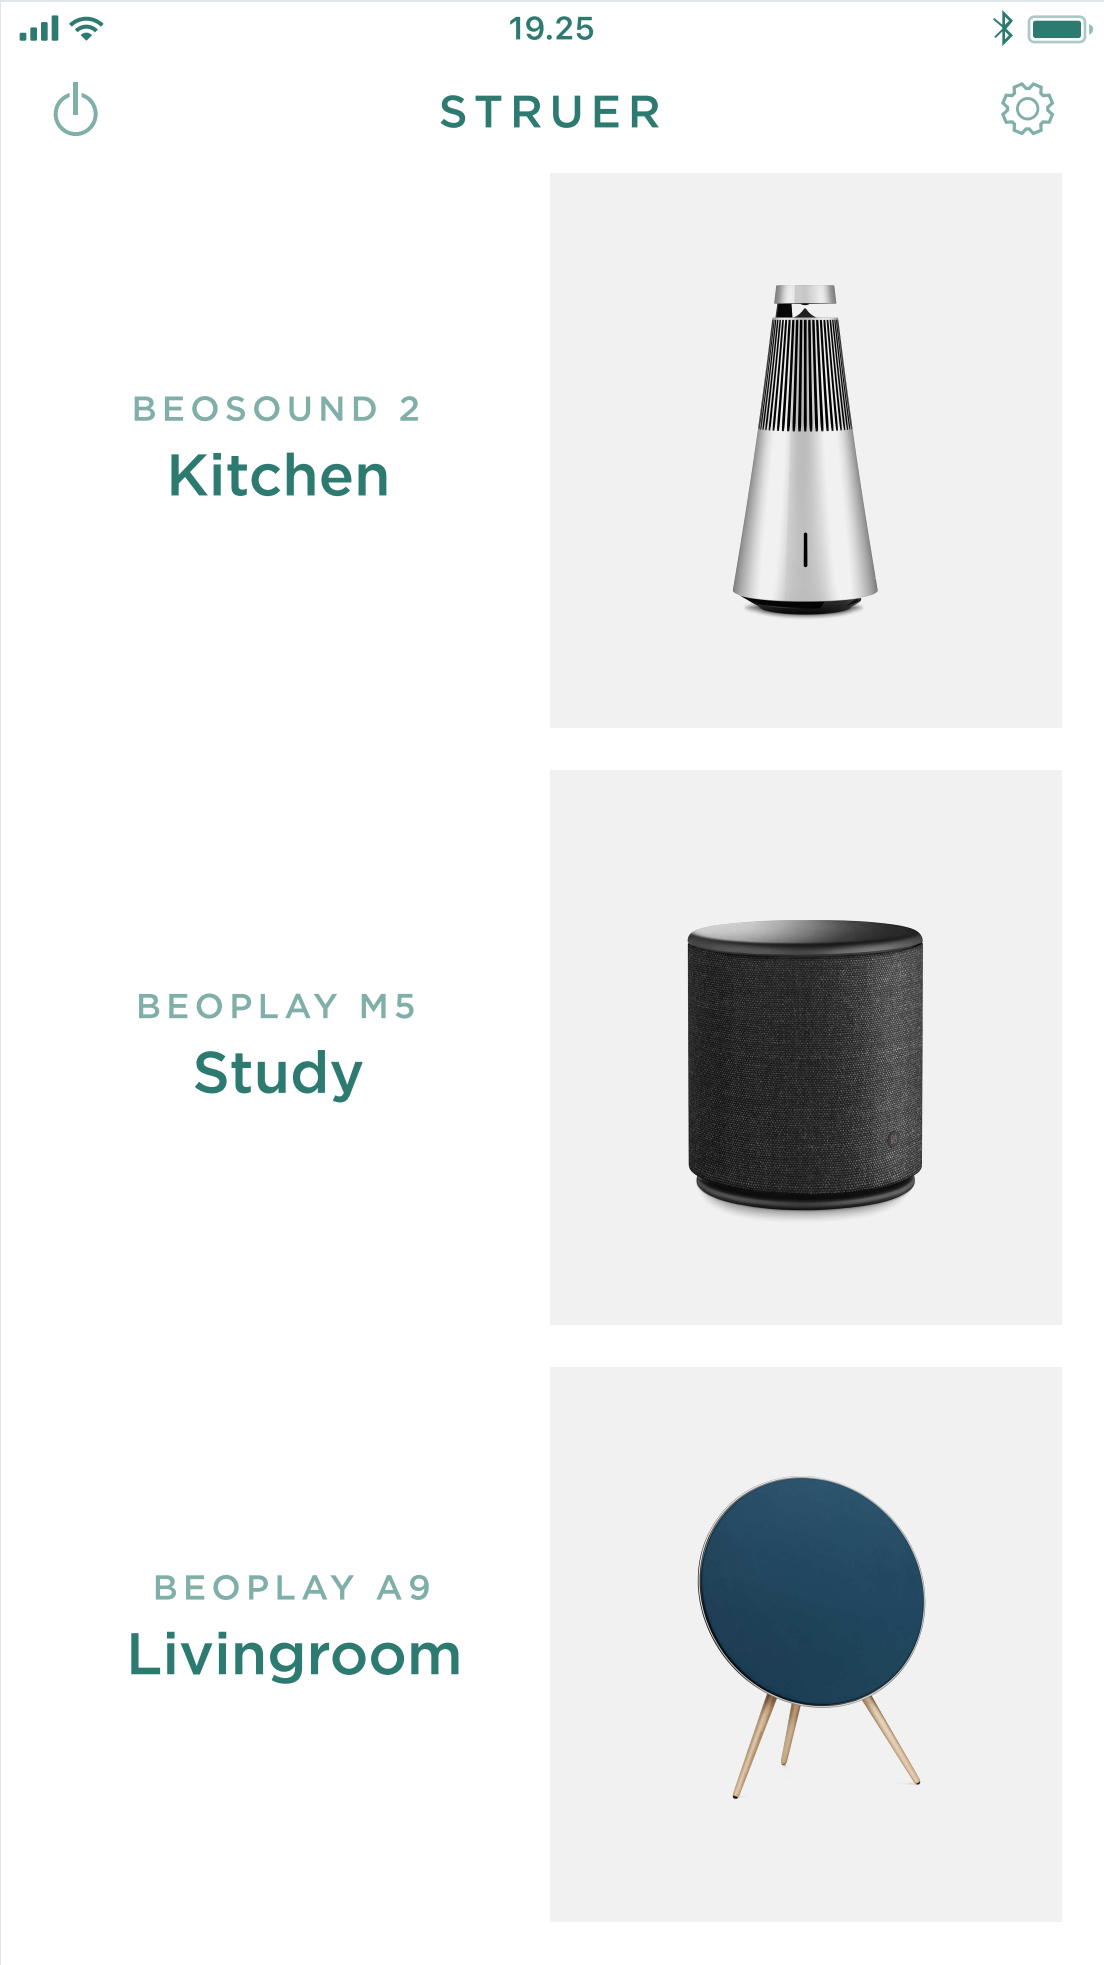 19.25
STRUER
BEOSOUND 2
Kitchen
BEOPLAY M5
Study
BEOPLAY A9
Livingroom